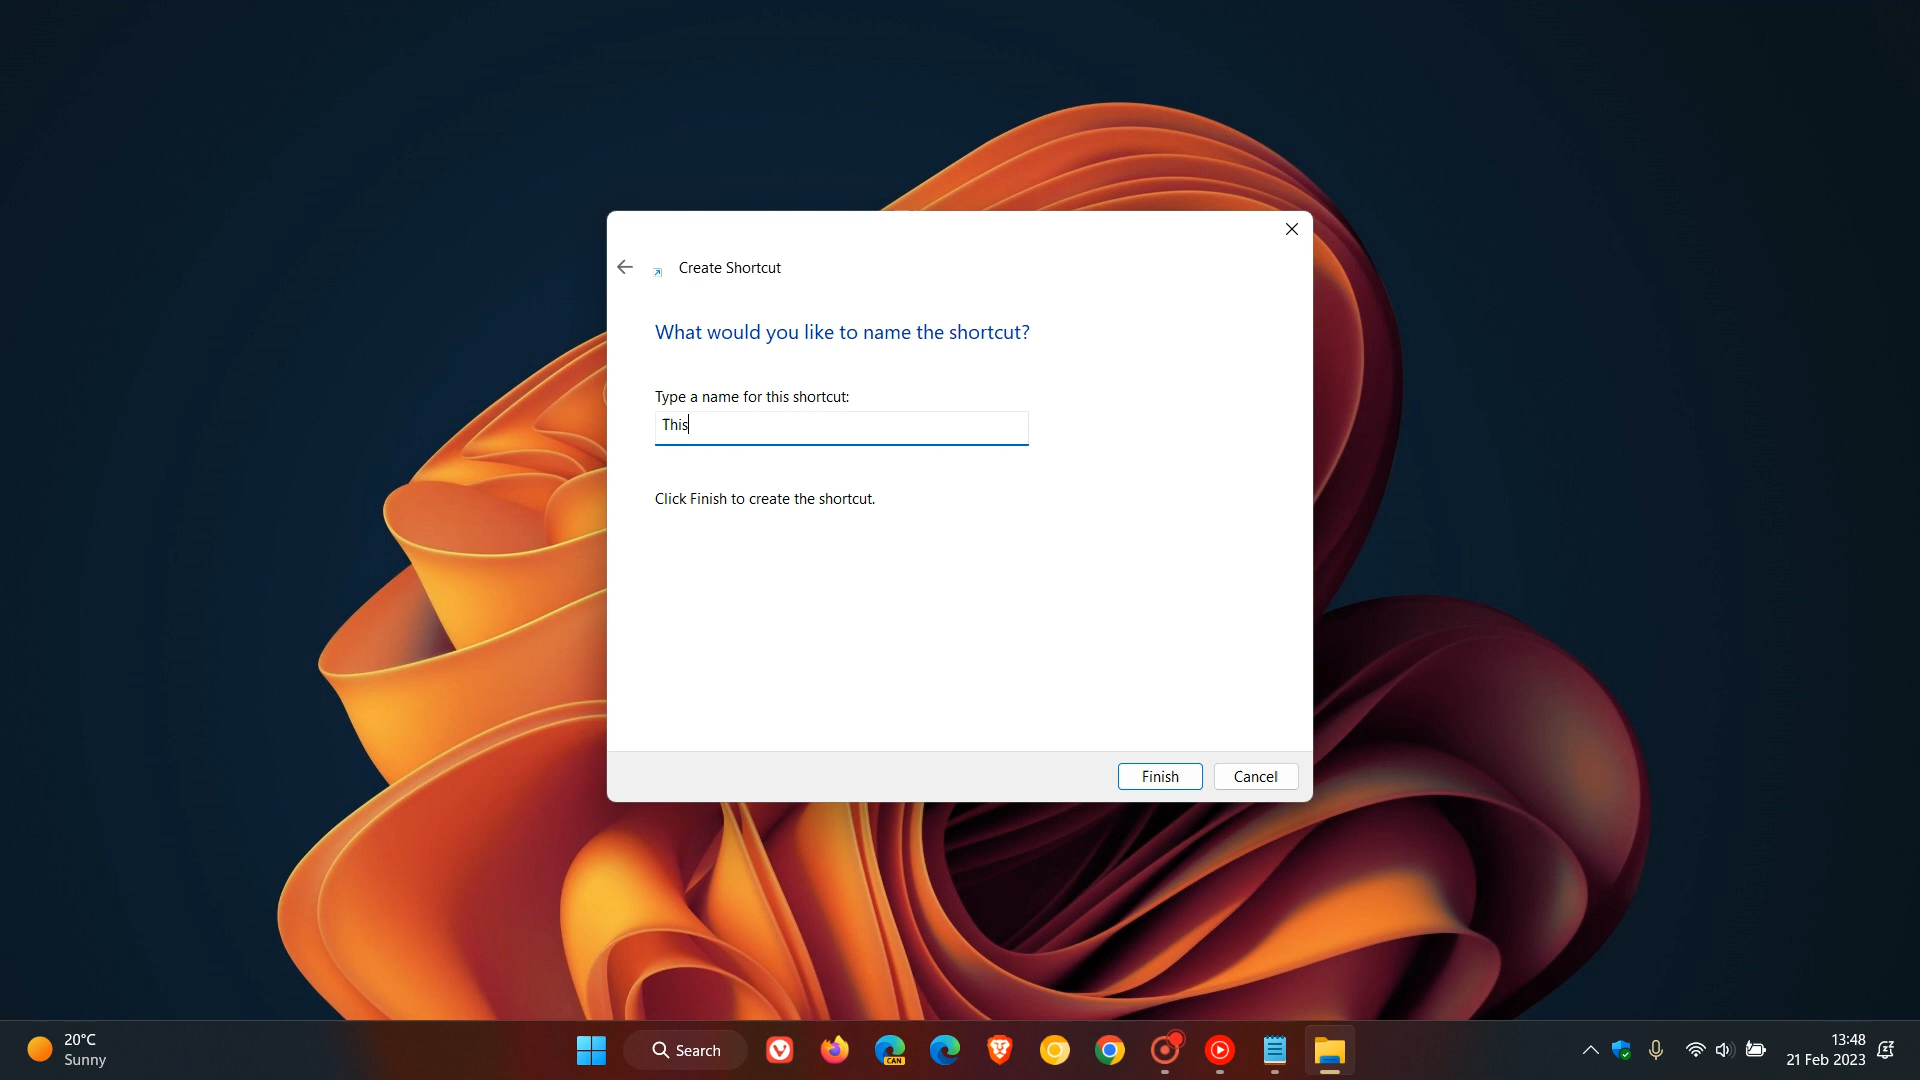 Create Shortcut
What would you like to name the shortcut?
Type a name for this shortcut:
This
Click Finish to create the shortcut.
Finish
Cancel
20°C
Sunny
Search
CAN
13:48
21 Feb 2023